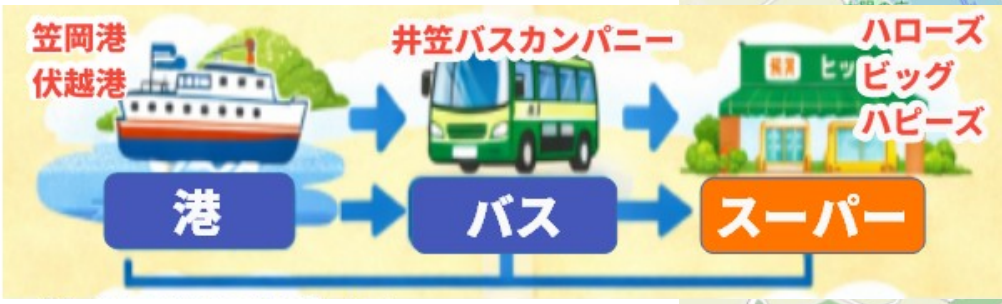 笠岡港
伏越港
井笠バスカンパニー
ハローズ
ビッグ
ハピーズ
港
バス
スーパー